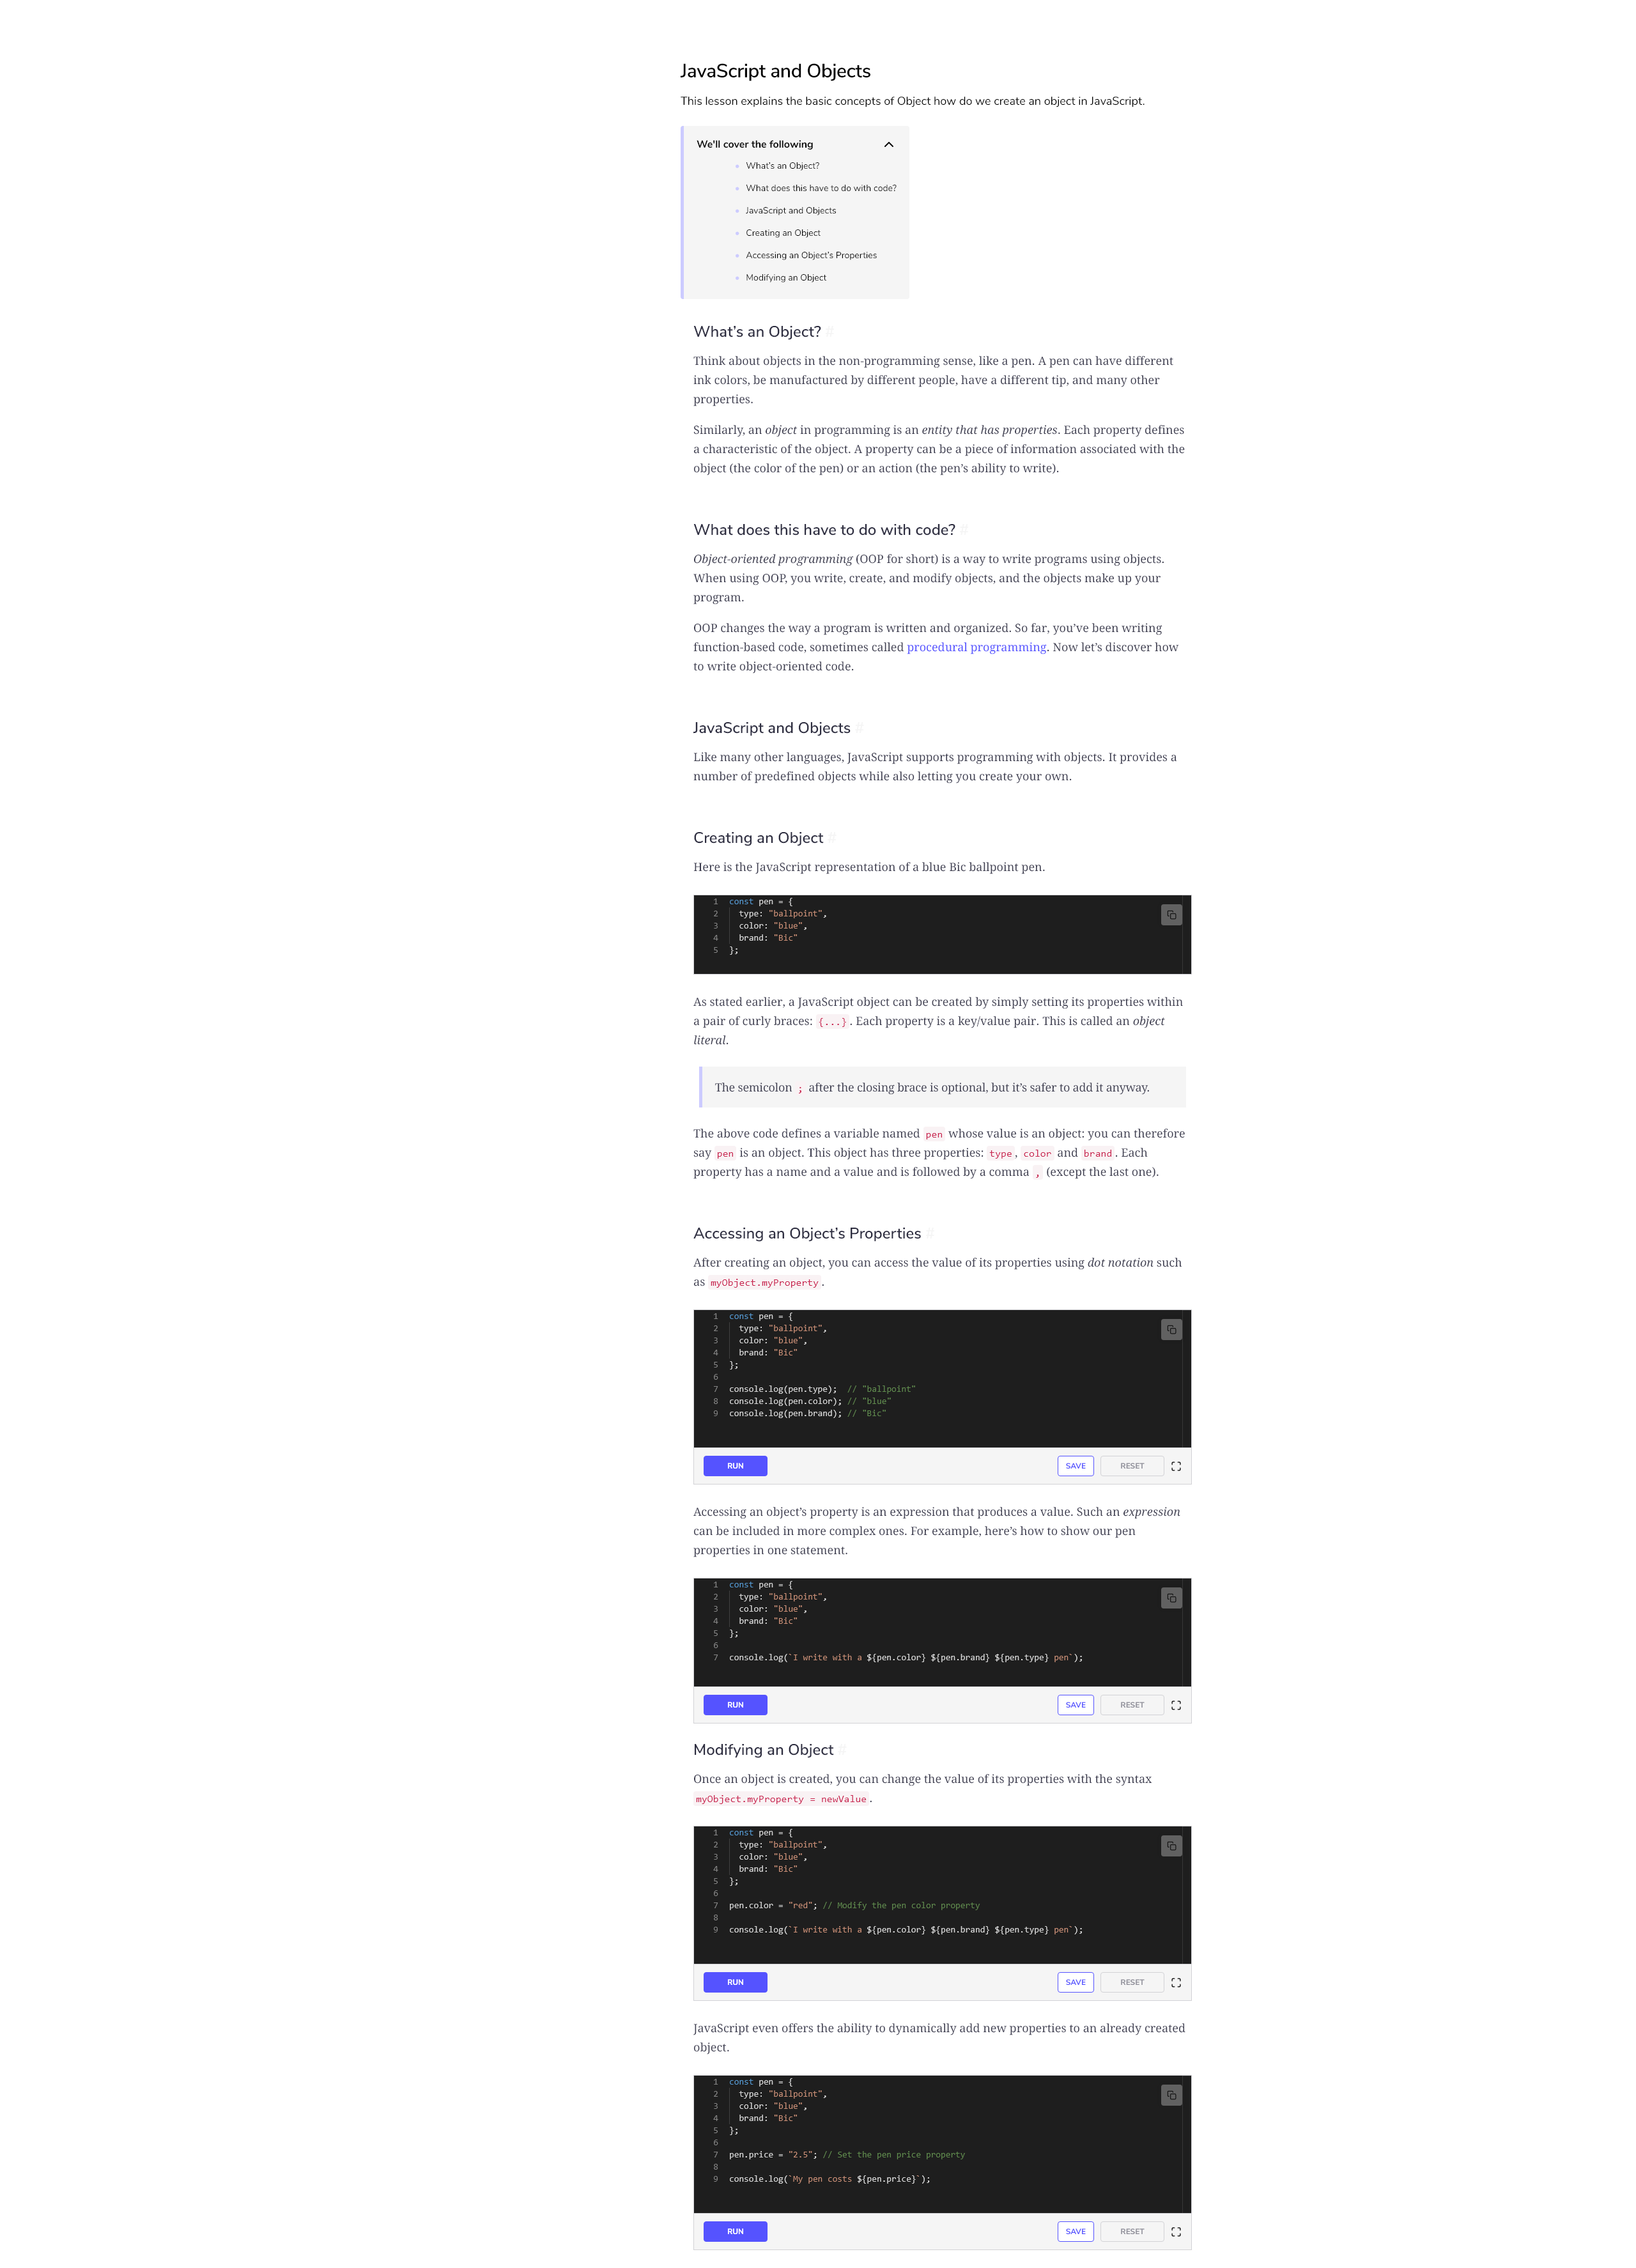 JavaScript and Objects
This lesson explains the basic concepts of Object how do we create an object in JavaScript.
We'll cover the following
What's an Object?
What does this have to do with code?
JavaScript and Objects
Creating an Object
Accessing an Object's Properties
Modifying an Object
What's an Object? #
Think about objects in the non-programming sense, like a pen. A pen can have different
ink colors, be manufactured by different people, have a different tip, and many other
properties.
Similarly, an object in programming is an entity that has properties. Each property defines
a characteristic of the object. A property can be a piece of information associated with the
object (the color of the pen) or an action (the pen's ability to write).
What does this have to do with code? #
Object-oriented programming (OOP for short) is a way to write programs using objects.
When using OOP, you write, create, and modify objects, and the objects make up your
program.
OOP changes the way a program is written and organized. So far, you've been writing
function-based code, sometimes called procedural programming. Now let's discover how
to write object-oriented code.
JavaScript and Objects #
Like many other languages, JavaScript supports programming with objects. It provides a
number of predefined objects while also letting you create your own.
Creating an Object #
Here is the JavaScript representation of a blue Bic ballpoint pen.
1 const pen = {
2 type: "ballpoint",
3 color: "blue",
4 brand: "Bic"
5 };
As stated earlier, a JavaScript object can be created by simply setting its properties within
a pair of curly braces: {...}. Each property is a key/value pair. This is called an object
literal.
The semicolon ; after the closing brace is optional, but it's safer to add it anyway.
The above code defines a variable named pen whose value is an object: you can therefore
say pen is an object. This object has three properties: type, color and brand. Each
property has a name and a value and is followed by a comma , (except the last one).
Accessing an Object's Properties #
After creating an object, you can access the value of its properties using dot notation such
as myObject.myProperty.
1 const pen = {
2 type: "ballpoint",
3 color: "blue",
4 brand: "Bic"
5 };
6
7 console.log(pen.type); // "ballpoint"
8 console.log(pen.color); // "blue"
9 console.log(pen.brand); // "Bic"
RUN SAVE RESET
Accessing an object's property is an expression that produces a value. Such an expression
can be included in more complex ones. For example, here's how to show our pen
properties in one statement.
1 const pen = {
2 type: "ballpoint",
3 color: "blue",
4 brand: "Bic"
5 };
6
7 console.log(`I write with a ${pen.color} ${pen.brand} ${pen.type} pen`);
RUN SAVE RESET
Modifying an Object #
Once an object is created, you can change the value of its properties with the syntax
myObject.myProperty = newValue.
1 const pen = {
2 type: "ballpoint",
3 color: "blue",
4 brand: "Bic"
5 };
6
7 pen.color = "red"; // Modify the pen color property
8
9 console.log(`I write with a ${pen.color} ${pen.brand} ${pen.type} pen`);
RUN SAVE RESET
JavaScript even offers the ability to dynamically add new properties to an already created
object.
1 const pen = {
2 type: "ballpoint",
3 color: "blue",
4 brand: "Bic"
5 };
6
7 pen.price = "2.5"; // Set the pen price property
8
9 console.log(`My pen costs ${pen.price}`);
RUN SAVE RESET